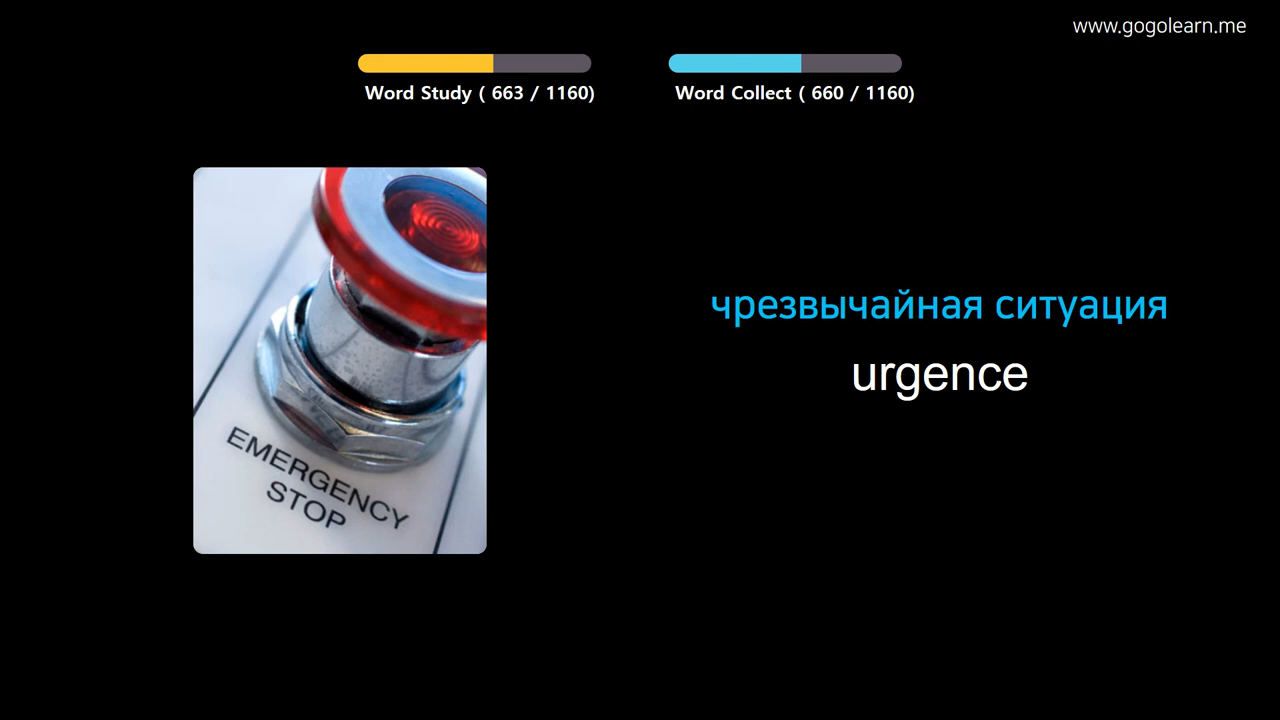 www.gogolearn.me
Word Study ( 663 / 1160)
Word Collect ( 660 / 1160)
чрезвычайная ситуация
urgence
EMERGENCY
STOP